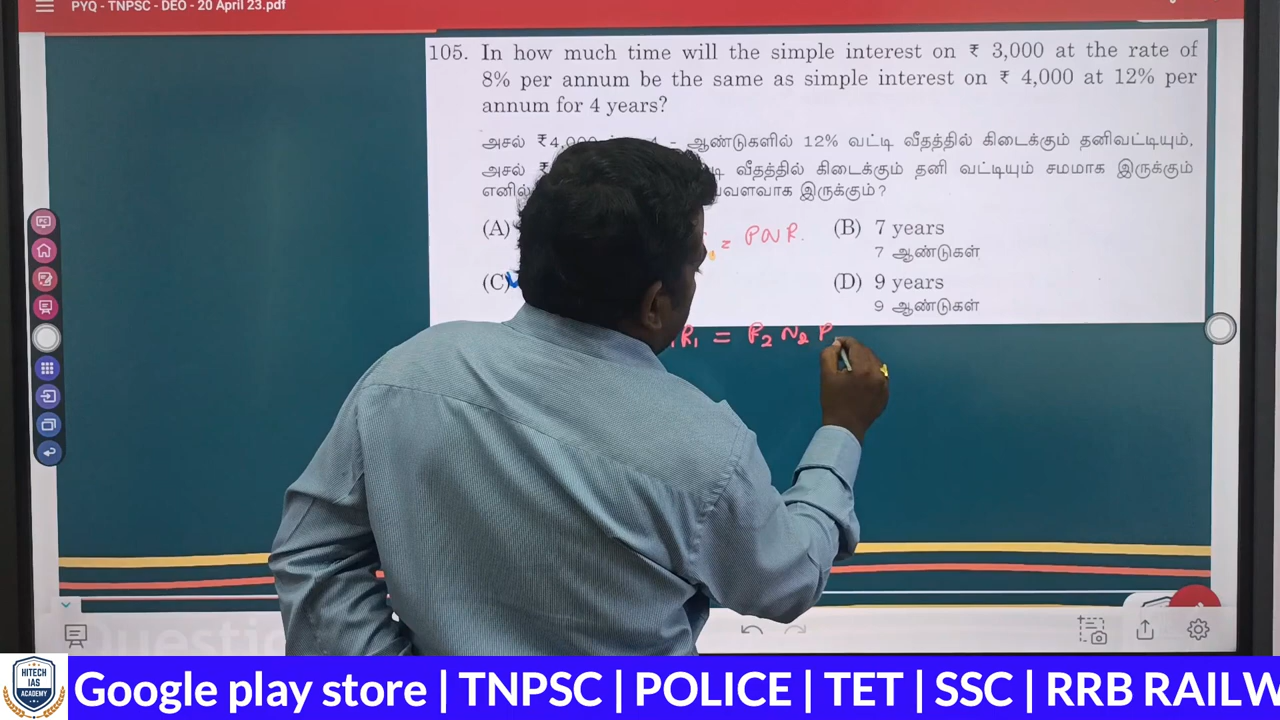 PYQ - TNPSC - DEO - 20 April 23.pdf
105. In how much time will the simple interest on ₹ 3,000 at the rate of
8% per annum be the same as simple interest on ₹ 4,000 at 12% per
annum for 4 years?
அசல் ₹4,000 ஆண்டுகளில் 12% வட்டி வீதத்தில் கிடைக்கும் தனிவட்டியும்,
அசல் ₹ வீதத்தில் கிடைக்கும் தனி வட்டியும் சமமாக இருக்கும்
எனில் இருக்கும்?
(A) = PNR. (B) 7 years
7 ஆண்டுகள்
(C) (D) 9 years
9 ஆண்டுகள்
R₁ = P₂ N₂
HITECH
IAS
ACADEMY
Google play store | TNPSC | POLICE | TET | SSC | RRB RAILW